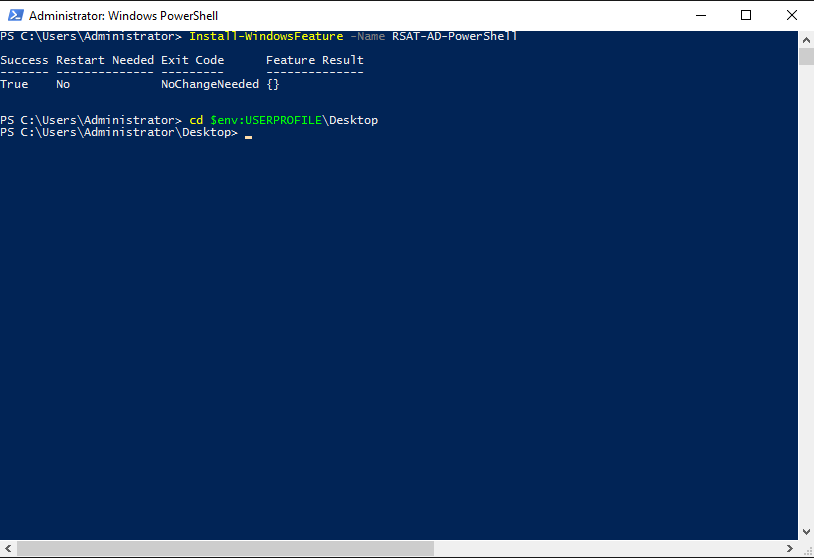 Administrator: Windows PowerShell
PS C:\Users\Administrator> Install-WindowsFeature -Name RSAT-AD-PowerShell
Success Restart Needed Exit Code      Feature Result
------- -------------- ---------      --------------
True    No             NoChangeNeeded {}
PS C:\Users\Administrator> cd $env:USERPROFILE\Desktop
PS C:\Users\Administrator\Desktop>